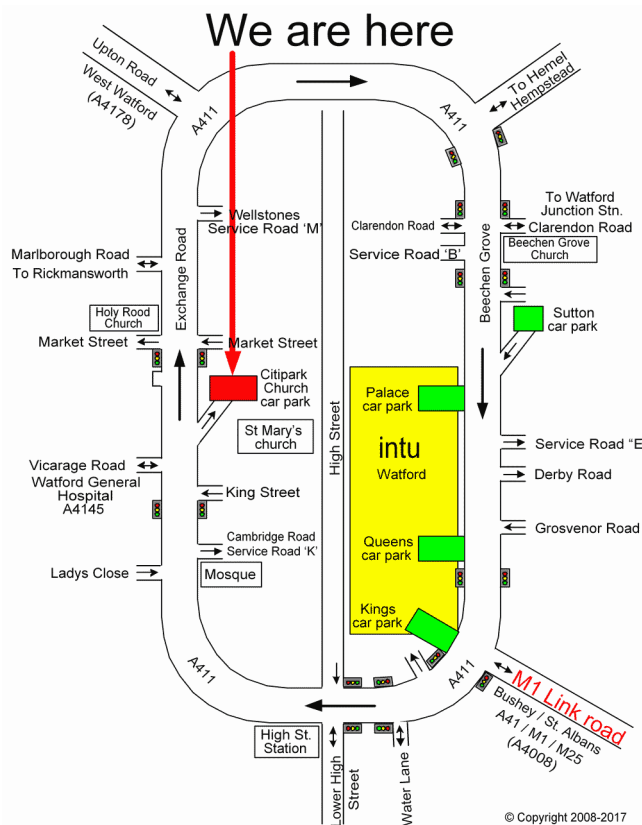 We are here
Upton Road
West Watford
(A4178)
A411
A411
To Hemel
Hempstead
Wellstones
Service Road ‘M’
Clarendon Road
Service Road ‘B’
To Watford
Junction Stn.
Clarendon Road
Beechen Grove
Church
Marlborough Road
To Rickmansworth
Exchange Road
Beechen Grove
Holy Rood
Church
Market Street
Market Street
Sutton
car park
Citipark
Church
car park
St Mary's
church
High Street
Palace
car park
intu
Watford
Vicarage Road
Watford General
Hospital
A4145
King Street
Service Road “E
Derby Road
Grosvenor Road
Cambridge Road
Service Road ‘K’
Queens
car park
Ladys Close
Mosque
Kings
car park
A411
A411
M1 Link road
Bushey / St. Albans
A41 / M1 / M25
(A4008)
High St.
Station
Lower High
Street
Water Lane
© Copyright 2008-2017